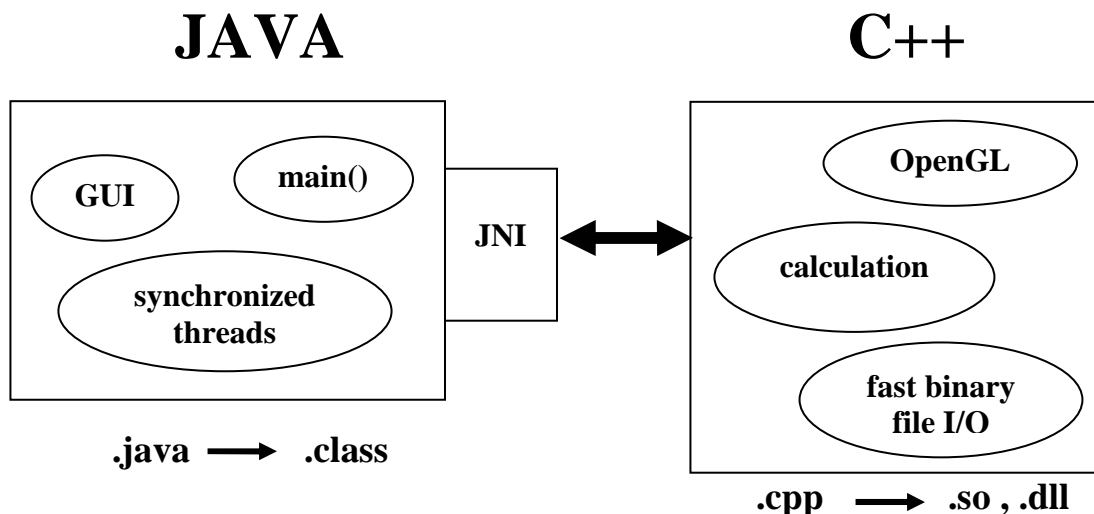 JAVA
C++
GUI
main()
synchronized
threads
JNI
OpenGL
calculation
fast binary
file I/O
.java .class
.cpp .so , .dll